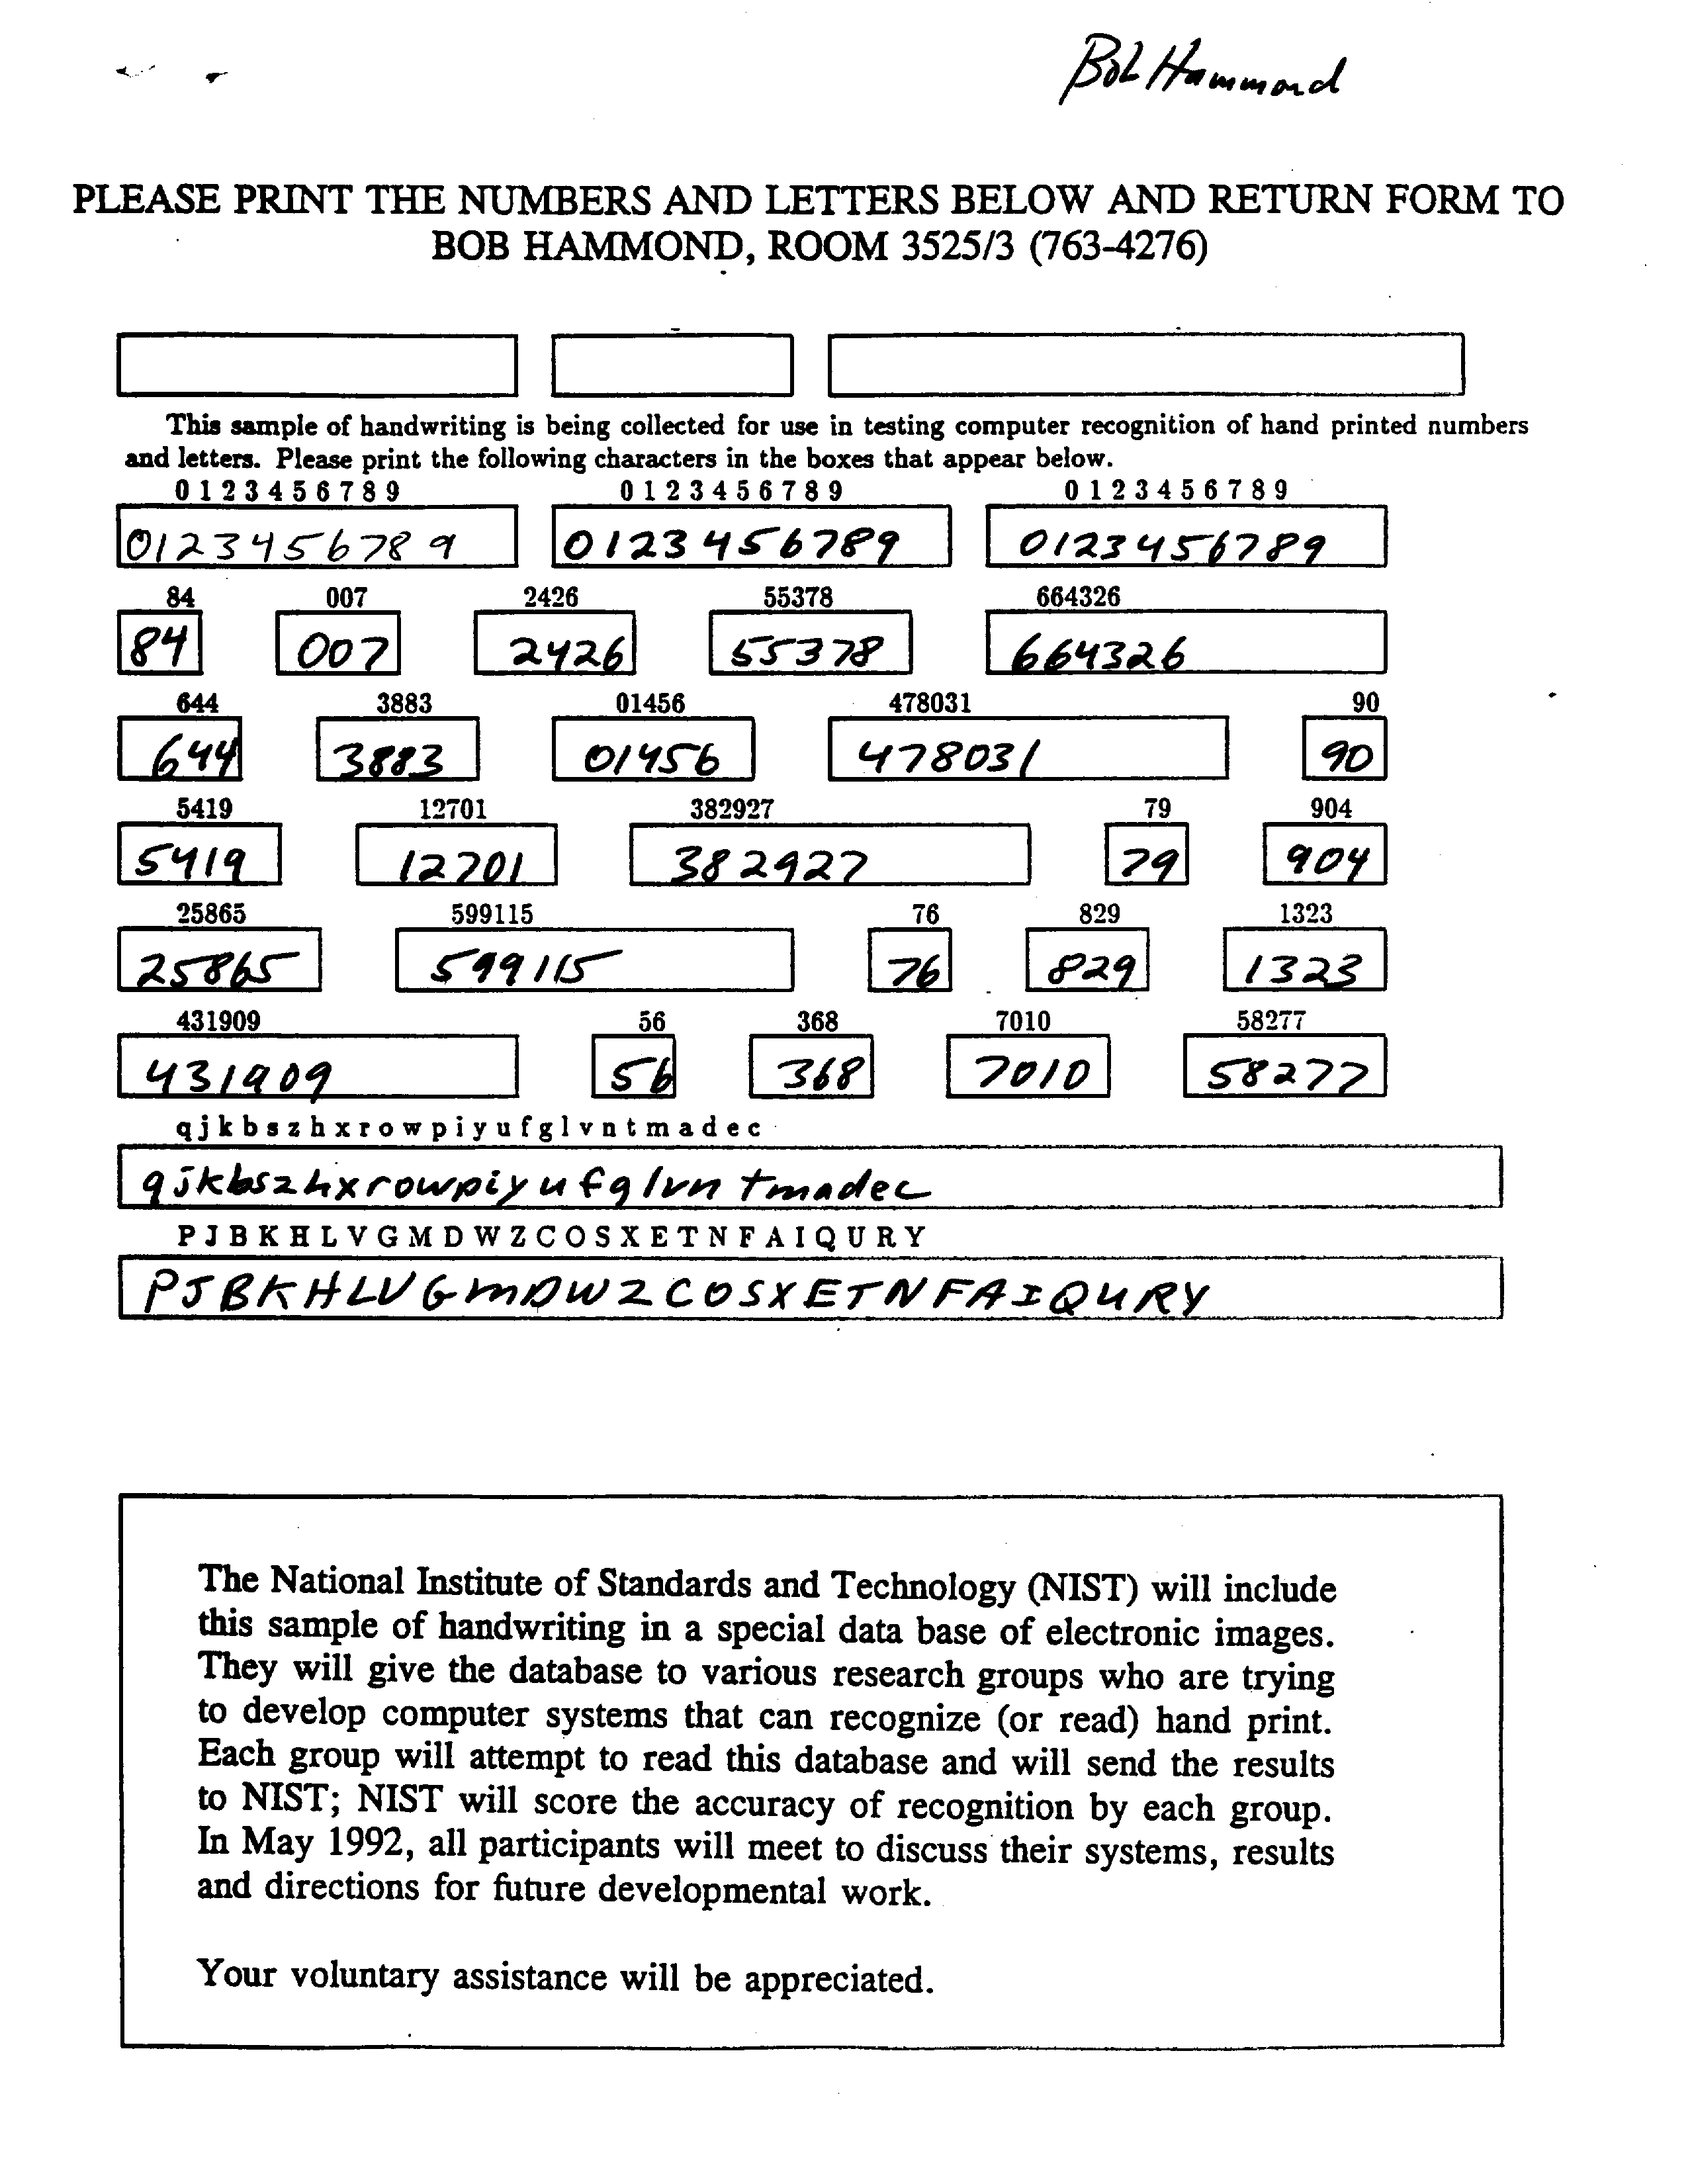 Bob Hammond
PLEASE PRINT THE NUMBERS AND LETTERS BELOW AND RETURN FORM TO
BOB HAMMOND, ROOM 3525/3 (763-4276)
This sample of handwriting is being collected for use in testing computer recognition of hand printed numbers
and letters. Please print the following characters in the boxes that appear below.
0 1 2 3 4 5 6 7 8 9 0 1 2 3 4 5 6 7 8 9 0 1 2 3 4 5 6 7 8 9
0123456789 0123456789 0123456789
84 007 2426 55378 664326
84 007 2426 55378 664326
644 3883 01456 478031 90
644 3883 01456 478031 90
5419 12701 382927 79 904
5419 12701 382927 79 904
25865 599115 76 829 1323
25865 599115 76 829 1323
431909 56 368 7010 58277
431909 56 368 7010 58277
q j k b s z h x r o w p i y u f g l v n t m a d e c
qjkbszhxrowpiyufglvntmadec
P J B K H L V G M D W Z C O S X E T N F A I Q U R Y
PJBKHLVGMDWZCOSXETNFAIQURY
The National Institute of Standards and Technology (NIST) will include
this sample of handwriting in a special data base of electronic images.
They will give the database to various research groups who are trying
to develop computer systems that can recognize (or read) hand print.
Each group will attempt to read this database and will send the results
to NIST; NIST will score the accuracy of recognition by each group.
In May 1992, all participants will meet to discuss their systems, results
and directions for future developmental work.
Your voluntary assistance will be appreciated.